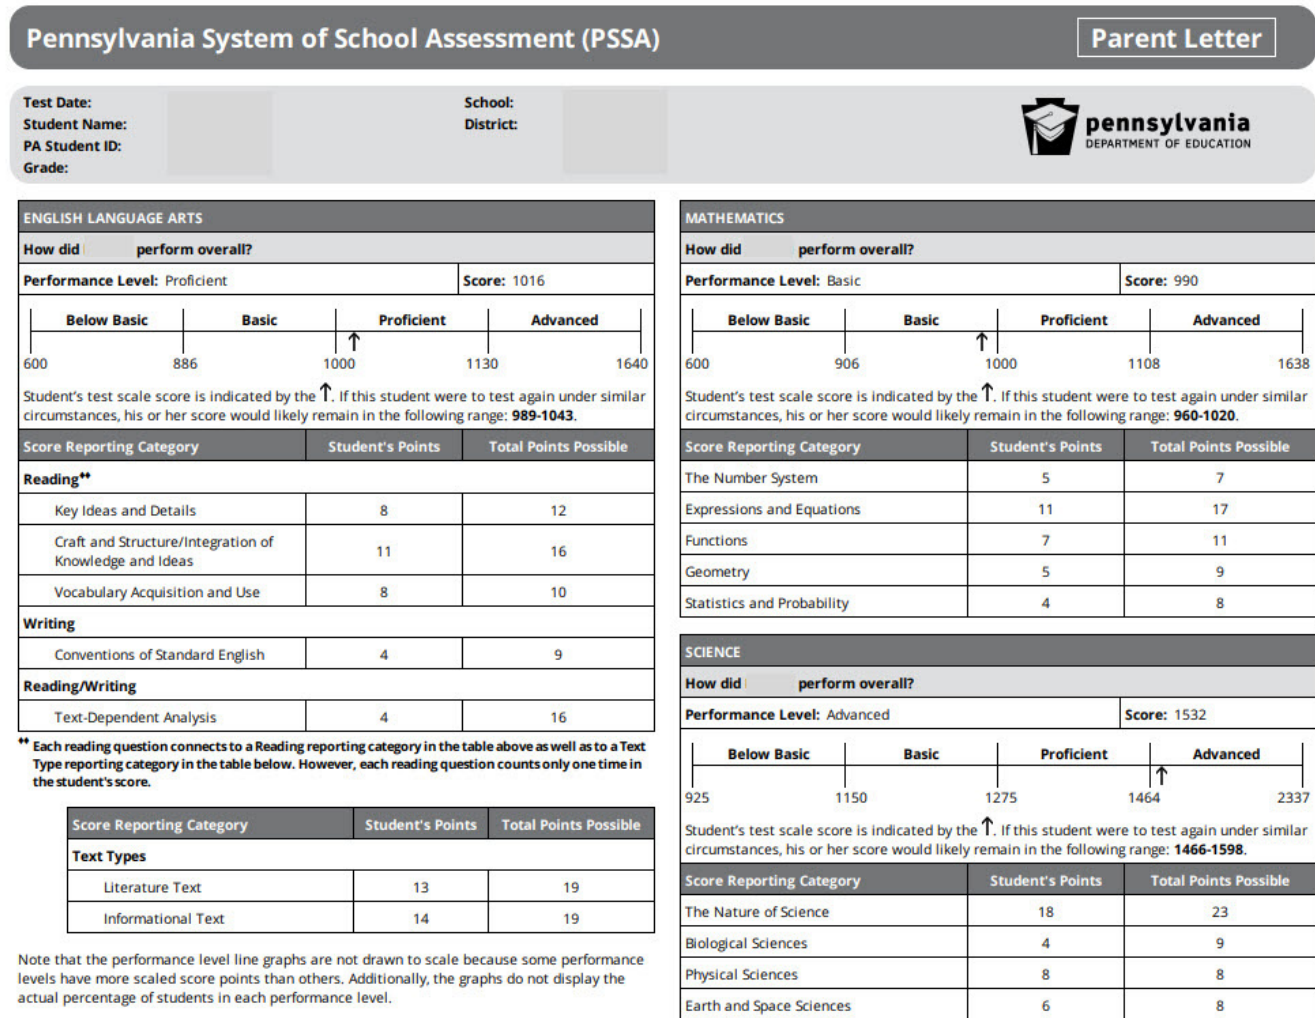 Pennsylvania System of School Assessment (PSSA)
Parent Letter
Test Date:
Student Name:
PA Student ID:
Grade:
School:
District:
pennsylvania
DEPARTMENT OF EDUCATION
ENGLISH LANGUAGE ARTS
How did perform overall?
Performance Level: Proficient Score: 1016
Below Basic Basic Proficient Advanced
↑
600 886 1000 1130 1640
Student's test scale score is indicated by the ↑. If this student were to test again under similar
circumstances, his or her score would likely remain in the following range: 989-1043.
Score Reporting Category Student's Points Total Points Possible
Reading♦♦
Key Ideas and Details 8 12
Craft and Structure/Integration of
Knowledge and Ideas 11 16
Vocabulary Acquisition and Use 8 10
Writing
Conventions of Standard English 4 9
Reading/Writing
Text-Dependent Analysis 4 16
♦♦ Each reading question connects to a Reading reporting category in the table above as well as to a Text
Type reporting category in the table below. However, each reading question counts only one time in
the student's score.
Score Reporting Category Student's Points Total Points Possible
Text Types
Literature Text 13 19
Informational Text 14 19
Note that the performance level line graphs are not drawn to scale because some performance
levels have more scaled score points than others. Additionally, the graphs do not display the
actual percentage of students in each performance level.
MATHEMATICS
How did perform overall?
Performance Level: Basic Score: 990
Below Basic Basic Proficient Advanced
↑
600 906 1000 1108 1638
Student's test scale score is indicated by the ↑. If this student were to test again under similar
circumstances, his or her score would likely remain in the following range: 960-1020.
Score Reporting Category Student's Points Total Points Possible
The Number System 5 7
Expressions and Equations 11 17
Functions 7 11
Geometry 5 9
Statistics and Probability 4 8
SCIENCE
How did perform overall?
Performance Level: Advanced Score: 1532
Below Basic Basic Proficient Advanced
↑
925 1150 1275 1464 2337
Student's test scale score is indicated by the ↑. If this student were to test again under similar
circumstances, his or her score would likely remain in the following range: 1466-1598.
Score Reporting Category Student's Points Total Points Possible
The Nature of Science 18 23
Biological Sciences 4 9
Physical Sciences 8 8
Earth and Space Sciences 6 8